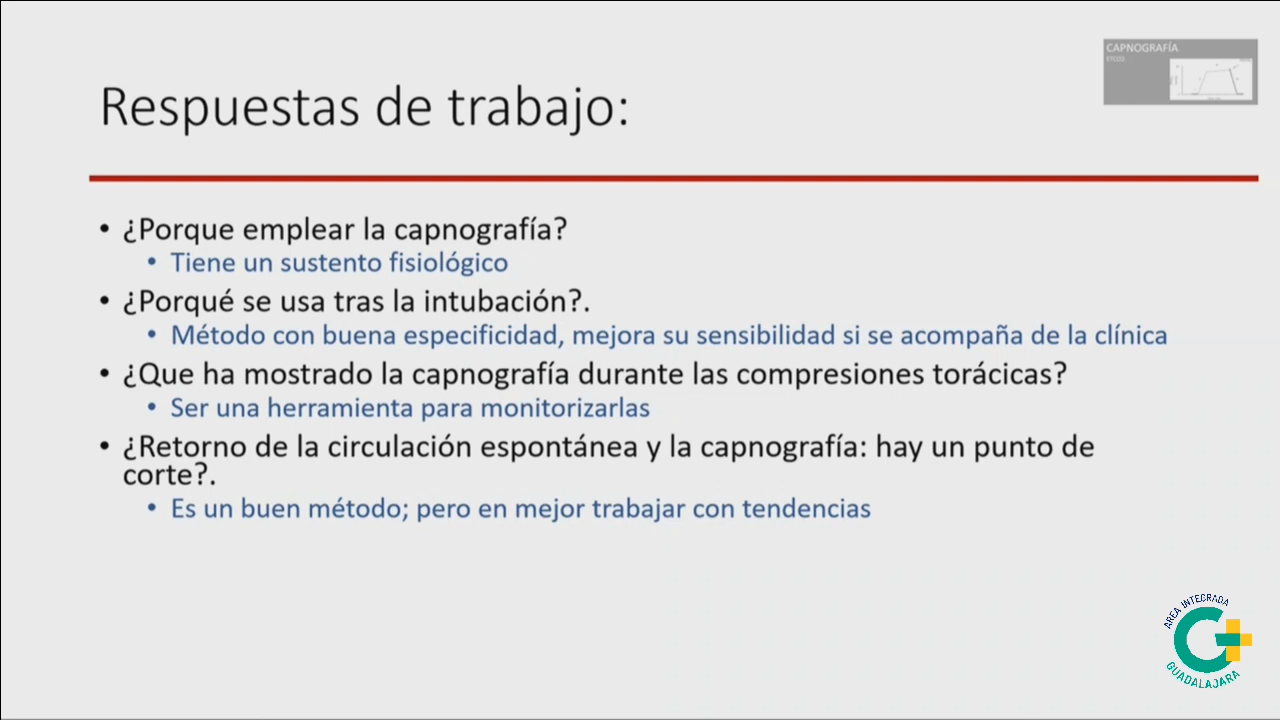 CAPNOGRAFÍA
ETCO2
Respuestas de trabajo:
• ¿Porque emplear la capnografía?
• Tiene un sustento fisiológico
• ¿Porqué se usa tras la intubación?.
• Método con buena especificidad, mejora su sensibilidad si se acompaña de la clínica
• ¿Que ha mostrado la capnografía durante las compresiones torácicas?
• Ser una herramienta para monitorizarlas
• ¿Retorno de la circulación espontánea y la capnografía: hay un punto de
corte?.
• Es un buen método; pero en mejor trabajar con tendencias
AREA INTEGRADA
GUADALAJARA